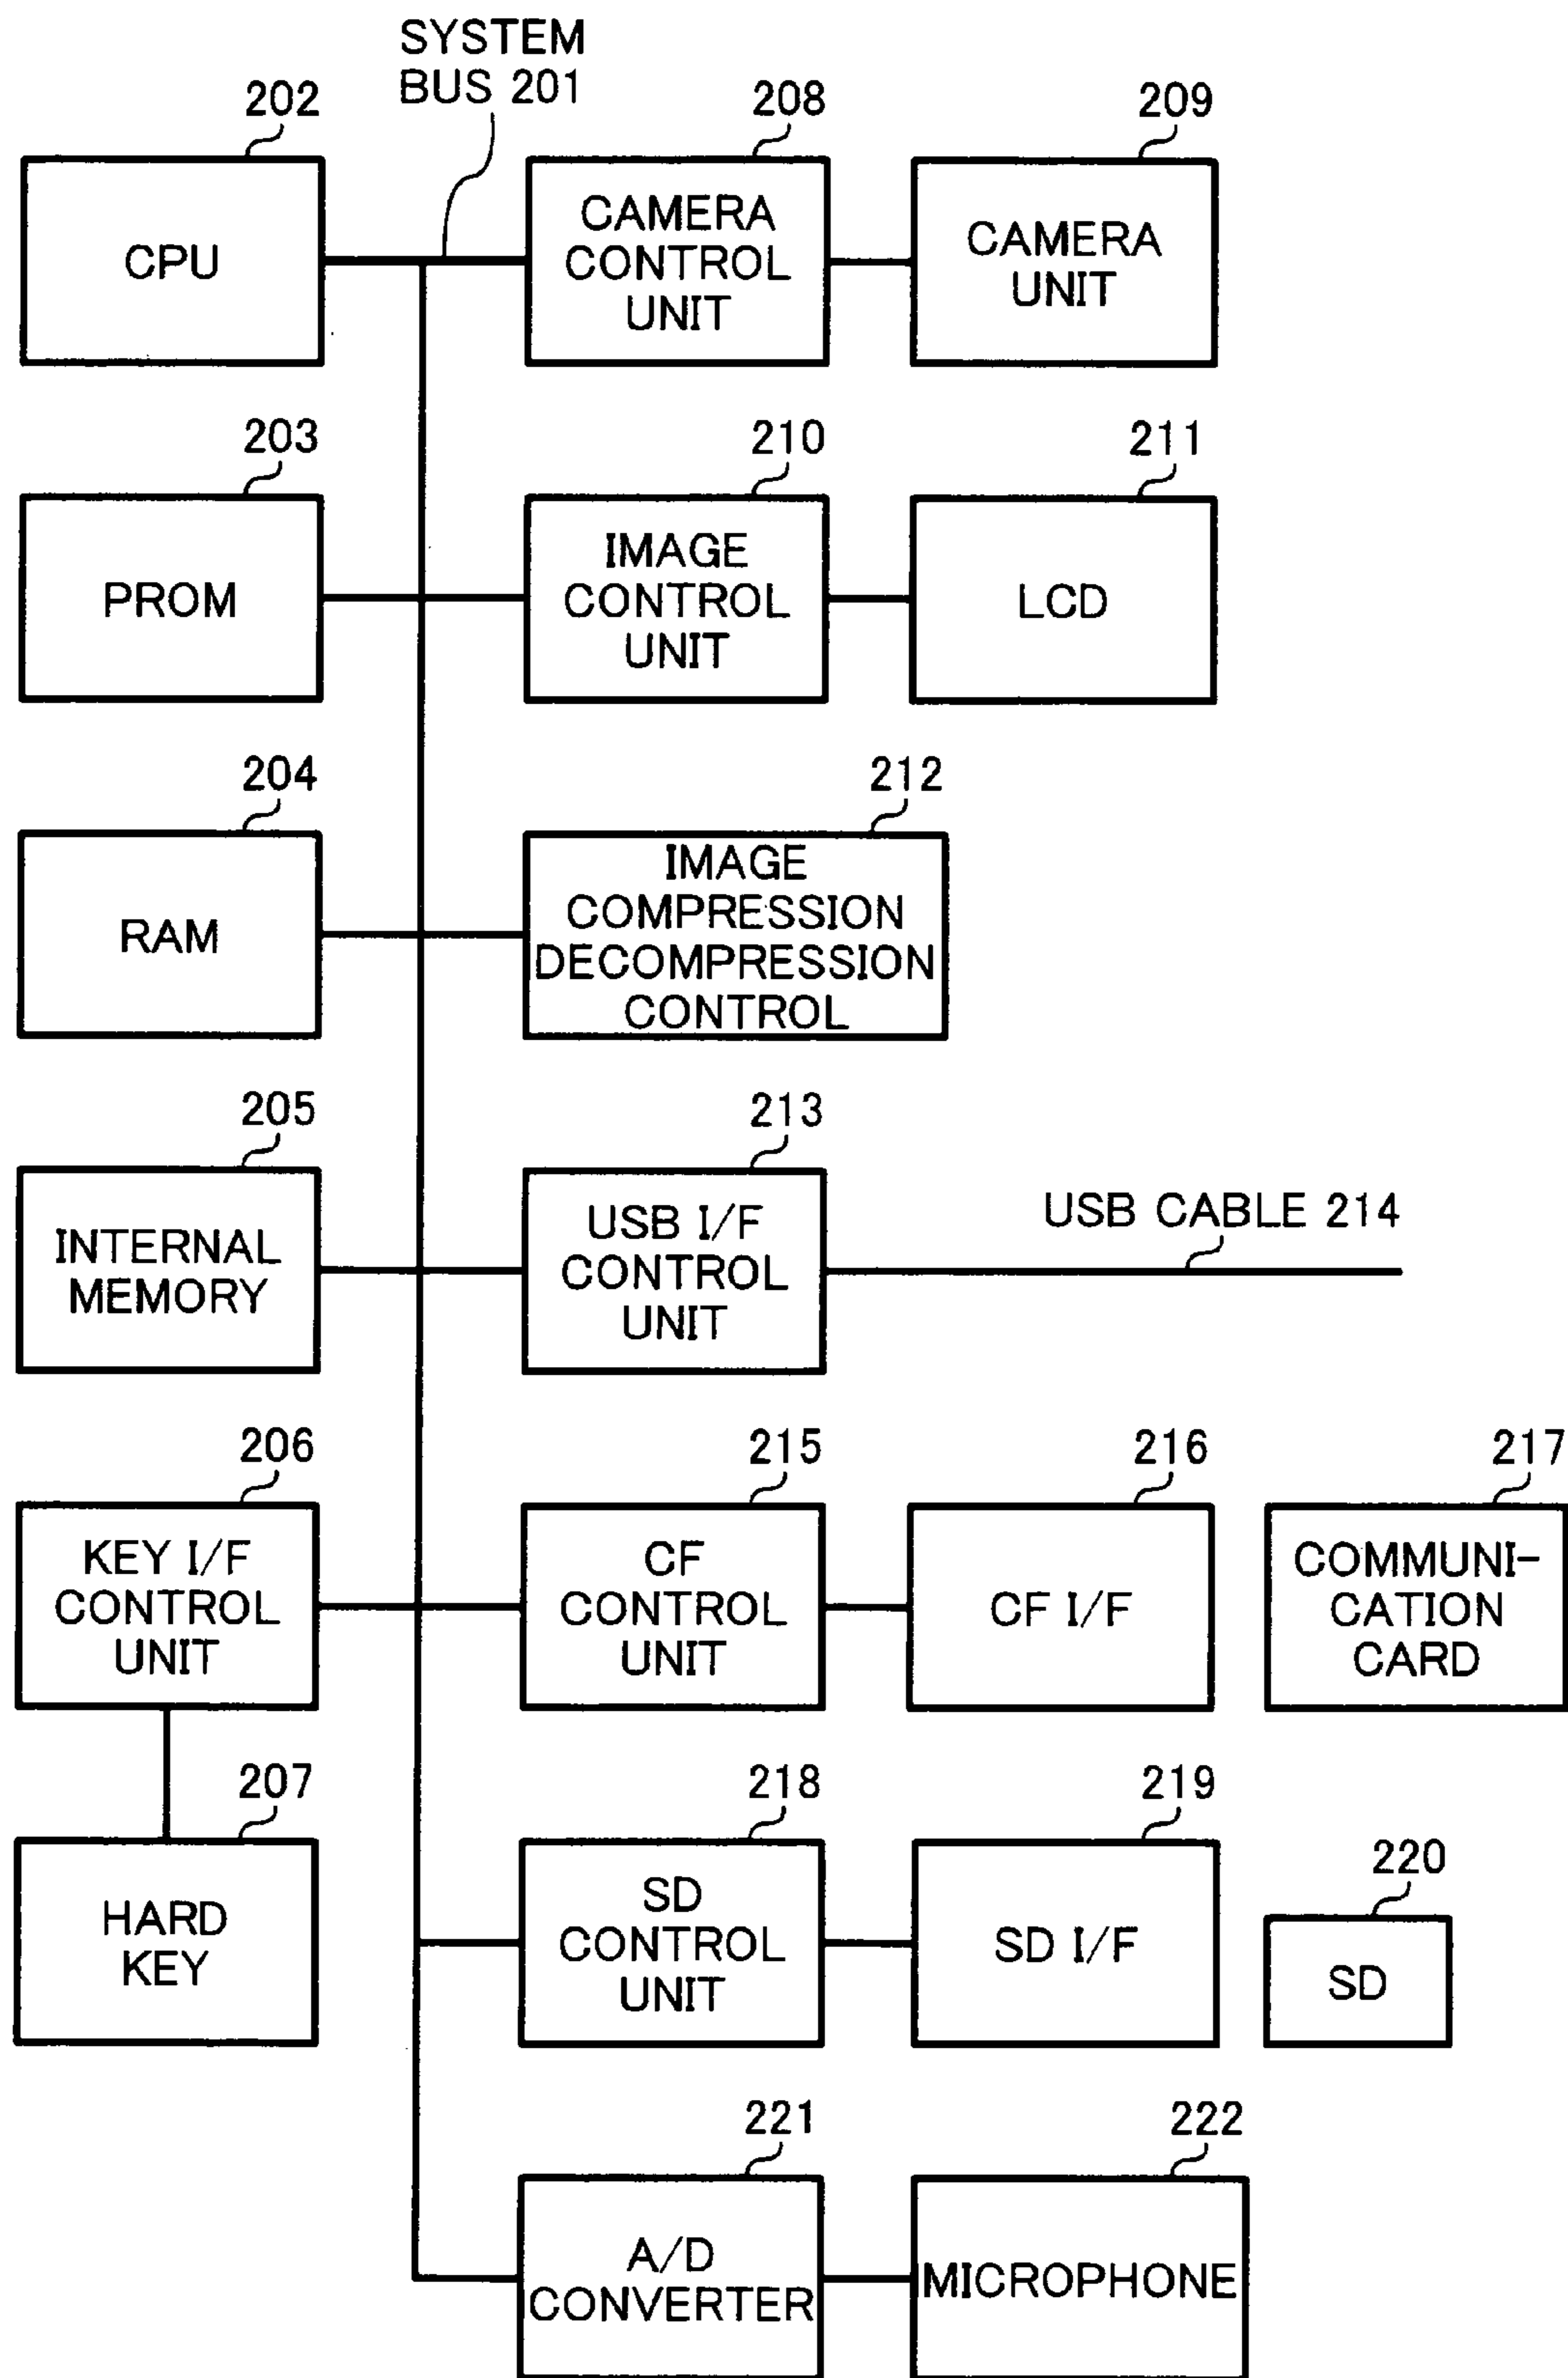 SYSTEM
BUS 201
202
CPU
208
CAMERA
CONTROL
UNIT
209
CAMERA
UNIT
203
PROM
210
IMAGE
CONTROL
UNIT
211
LCD
204
RAM
212
IMAGE
COMPRESSION
DECOMPRESSION
CONTROL
205
INTERNAL
MEMORY
213
USB I/F
CONTROL
UNIT
USB CABLE 214
206
KEY I/F
CONTROL
UNIT
215
CF
CONTROL
UNIT
216
CF I/F
217
COMMUNI-
CATION
CARD
207
HARD
KEY
218
SD
CONTROL
UNIT
219
SD I/F
220
SD
221
A/D
CONVERTER
222
MICROPHONE